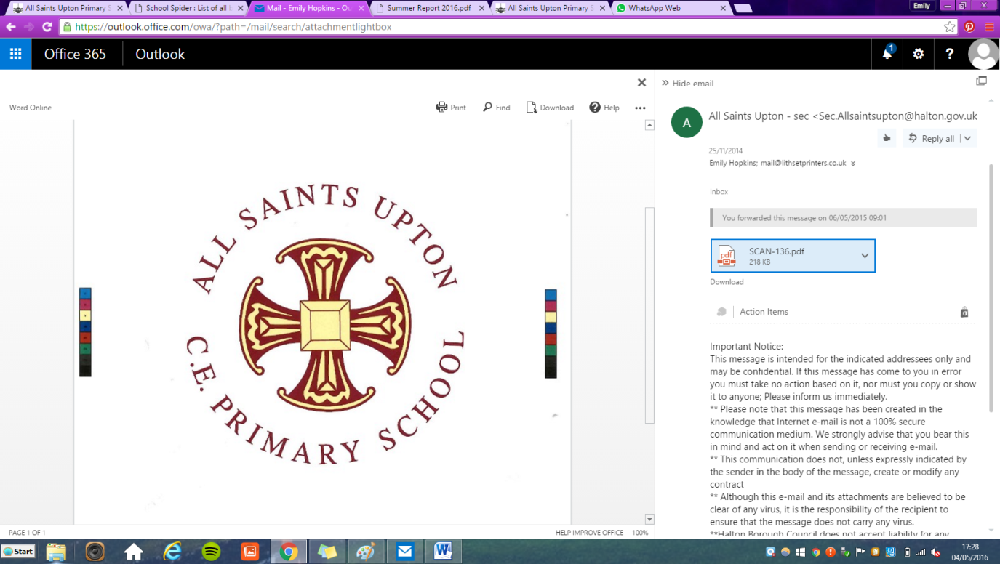 All Saints Upton Primary S
School Spider : List of all b
Mail - Emily Hopkins - Ou
Summer Report 2016.pdf
All Saints Upton Primary S
WhatsApp Web
Emily
https://outlook.office.com/owa/?path=/mail/search/attachmentlightbox
Office 365
Outlook
1
?
Word Online
Print
Find
Download
Help
ALL SAINTS UPTON
C.E. PRIMARY SCHOOL
PAGE 1 OF 1
HELP IMPROVE OFFICE
100%
Hide email
A
All Saints Upton - sec <Sec.Allsaintsupton@halton.gov.uk
Reply all
25/11/2014
Emily Hopkins; mail@lithsetprinters.co.uk
Inbox
You forwarded this message on 06/05/2015 09:01
pdf
SCAN-136.pdf
218 KB
Download
Action Items
Important Notice:
This message is intended for the indicated addressees only and
may be confidential. If this message has come to you in error
you must take no action based on it, nor must you copy or show
it to anyone; Please inform us immediately.
** Please note that this message has been created in the
knowledge that Internet e-mail is not a 100% secure
communication medium. We strongly advise that you bear this
in mind and act on it when sending or receiving e-mail.
** This communication does not, unless expressly indicated by
the sender in the body of the message, create or modify any
contract
** Although this e-mail and its attachments are believed to be
clear of any virus, it is the responsibility of the recipient to
ensure that the message does not carry any virus.
**Halton Borough Council does not accept liability for any
Start
17:28
04/05/2016